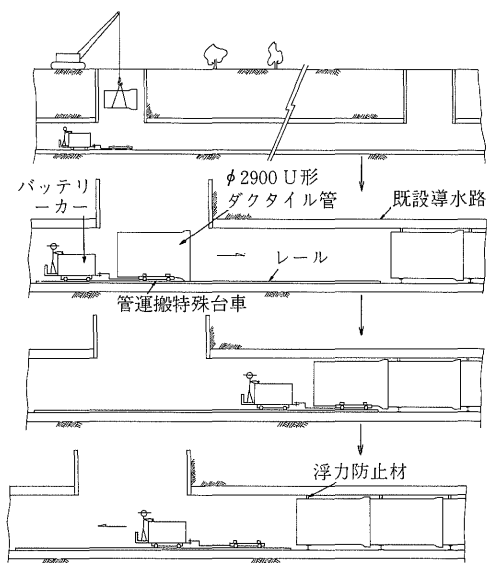 バッテリ
ーカー
φ2900 U形
ダクタイル管
既設導水路
レール
管運搬特殊台車
浮力防止材